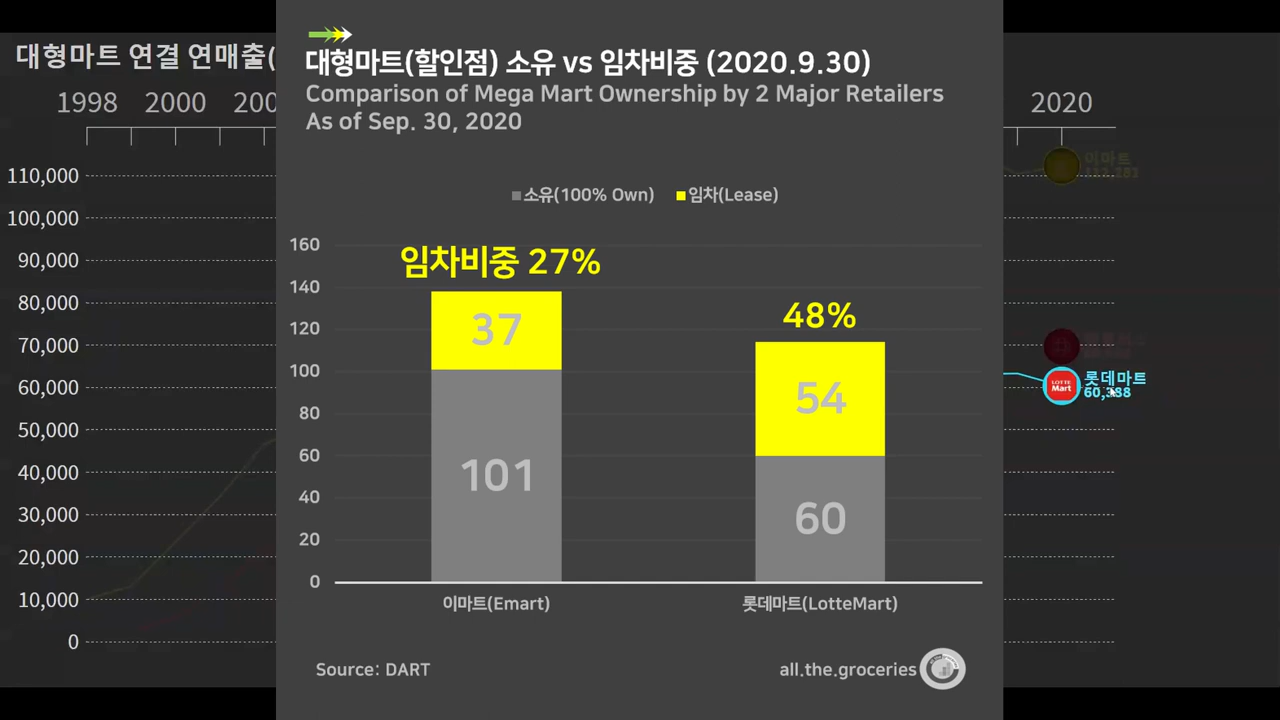 대형마트(할인점) 소유 vs 임차비중 (2020.9.30)
Comparison of Mega Mart Ownership by 2 Major Retailers
As of Sep. 30, 2020
소유(100% Own) 임차(Lease)
160
140
120
100
80
60
40
20
0
임차비중 27%
37
101
48%
54
60
이마트(Emart) 롯데마트(LotteMart)
Source: DART
all.the.groceries
대형마트 연결 연매출(
1998 2000 200
2020
110,000
100,000
90,000
80,000
70,000
60,000
50,000
40,000
30,000
20,000
10,000
0
이마트
LOTTE
Mart
롯데마트